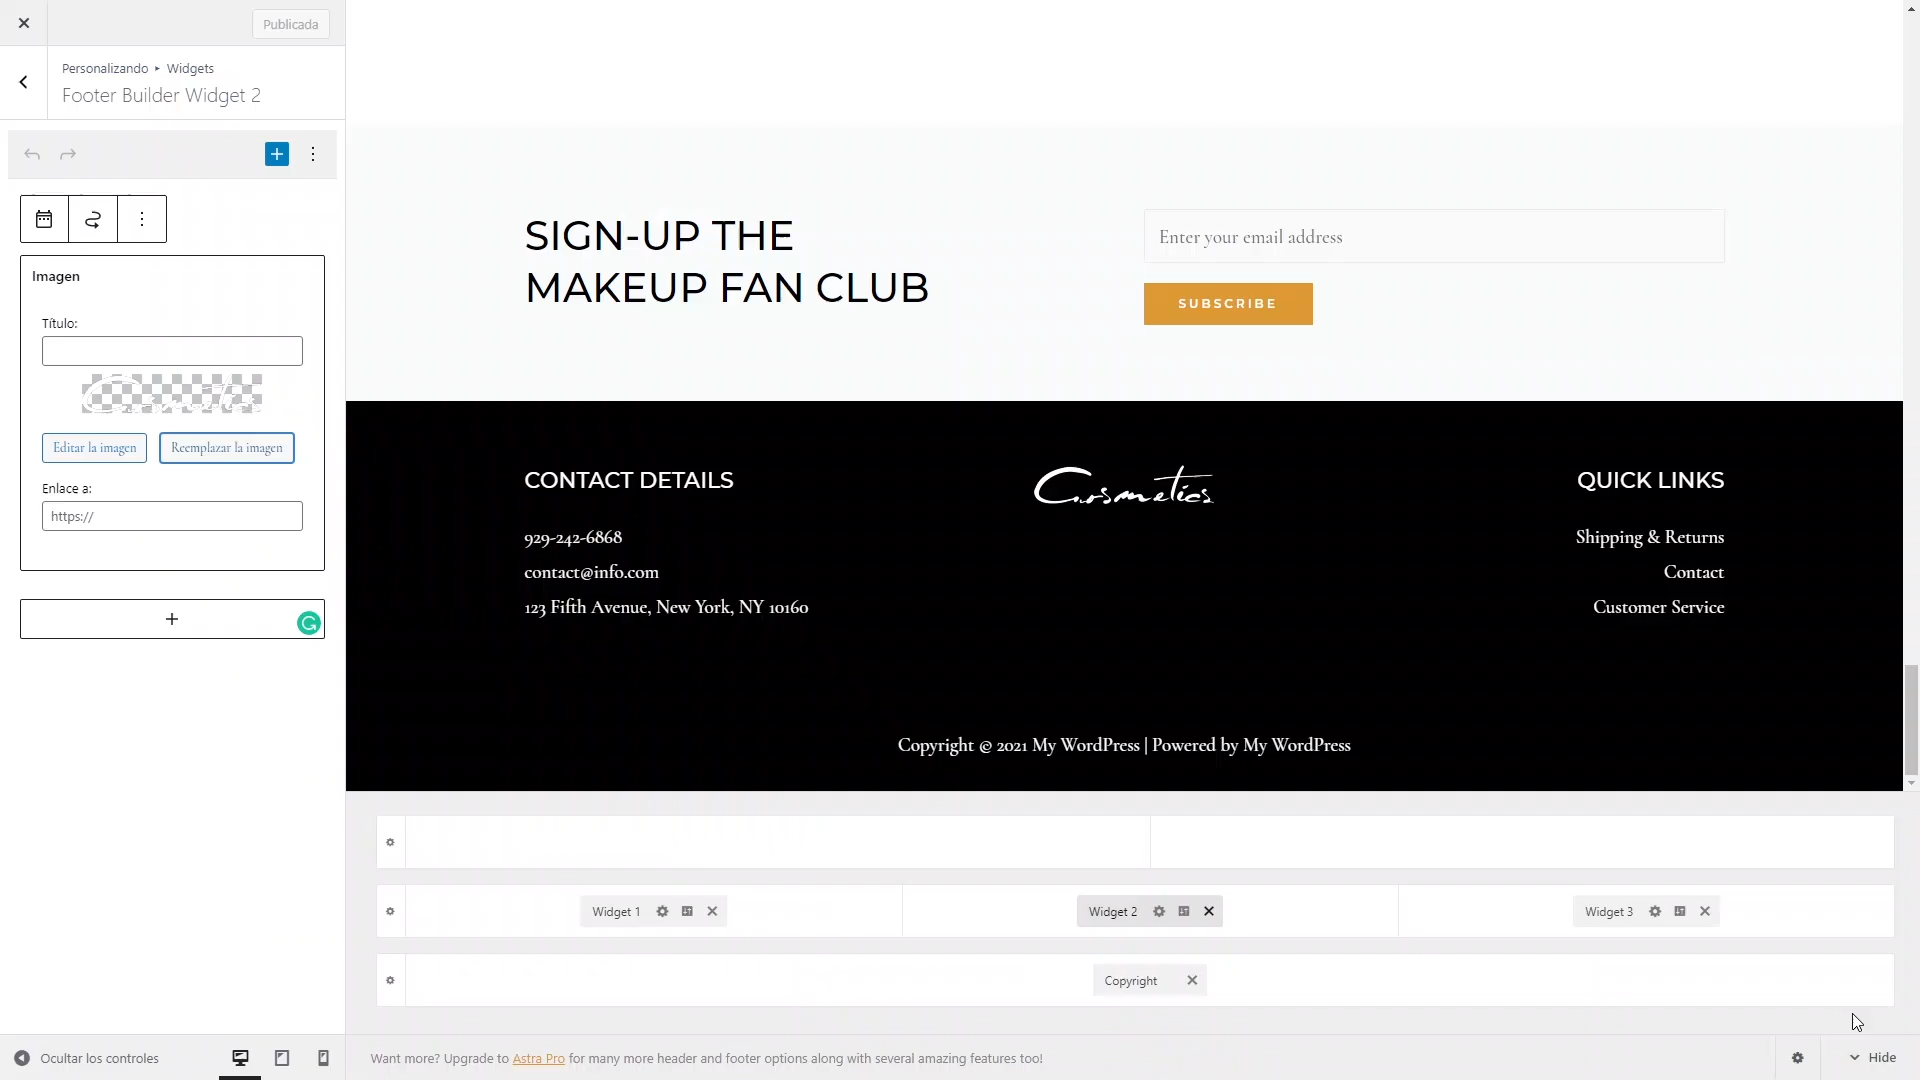 Publicada
Personalizando ▸ Widgets
Footer Builder Widget 2
Imagen
Título:
Cosmetics
Editar la imagen
Reemplazar la imagen
Enlace a:
https://
Ocultar los controles
SIGN-UP THE
MAKEUP FAN CLUB
Enter your email address
SUBSCRIBE
CONTACT DETAILS
929-242-6868
contact@info.com
123 Fifth Avenue, New York, NY 10160
Cosmetics
QUICK LINKS
Shipping & Returns
Contact
Customer Service
Copyright © 2021 My WordPress | Powered by My WordPress
Widget 1
Widget 2
Widget 3
Copyright
Want more? Upgrade to Astra Pro for many more header and footer options along with several amazing features too!
Hide